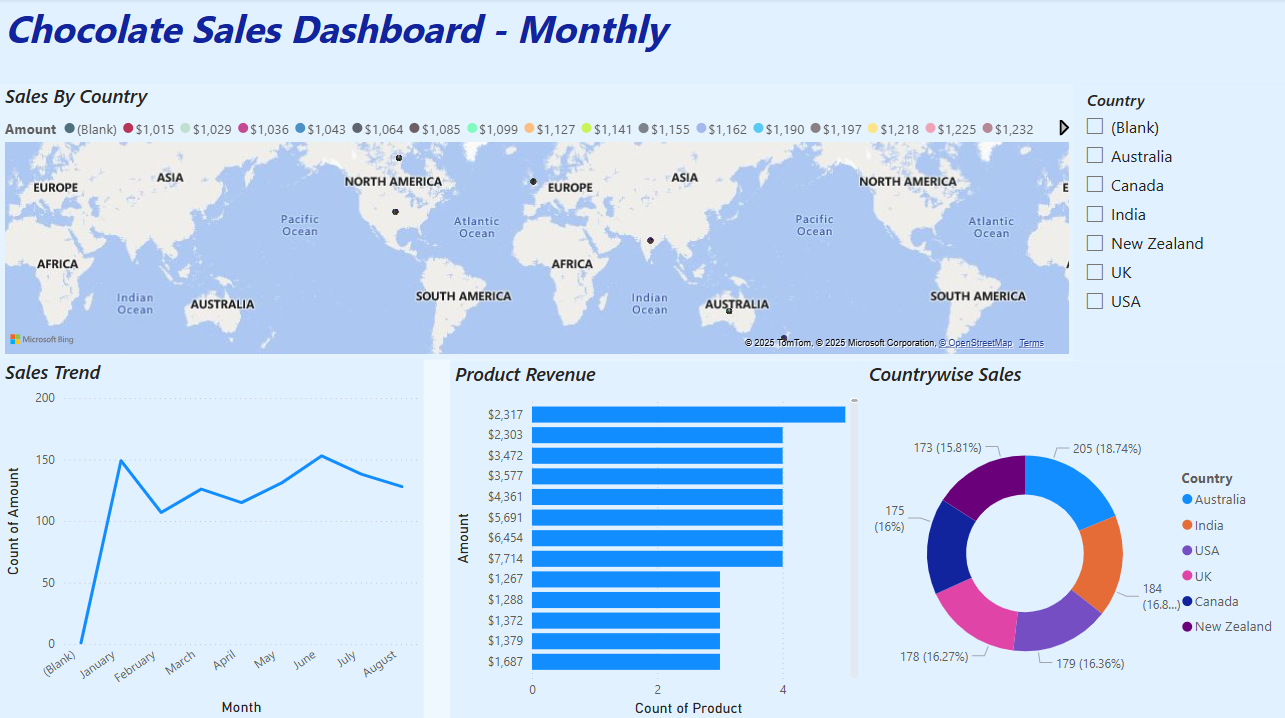 Chocolate Sales Dashboard - Monthly
Sales By Country
Amount (Blank) $1,015 $1,029 $1,036 $1,043 $1,064 $1,085 $1,099 $1,127 $1,141 $1,155 $1,162 $1,190 $1,197 $1,218 $1,225 $1,232
EUROPE ASIA NORTH AMERICA EUROPE ASIA NORTH AMERICA E
Pacific Ocean Atlantic Ocean Pacific Ocean Atlantic Ocean
AFRICA AFRICA A
Indian Ocean AUSTRALIA SOUTH AMERICA Indian Ocean AUSTRALIA SOUTH AMERICA
Microsoft Bing
© 2025 TomTom, © 2025 Microsoft Corporation, © OpenStreetMap Terms
Country
(Blank)
Australia
Canada
India
New Zealand
UK
USA
Sales Trend
Count of Amount
200
150
100
50
0
(Blank) January February March April May June July August
Month
Product Revenue
Amount
$2,317
$2,303
$3,472
$3,577
$4,361
$5,691
$6,454
$7,714
$1,267
$1,288
$1,372
$1,379
$1,687
0 2 4
Count of Product
Countrywise Sales
173 (15.81%)
205 (18.74%)
175
(16%)
184
(16.8...)
178 (16.27%)
179 (16.36%)
Country
Australia
India
USA
UK
Canada
New Zealand